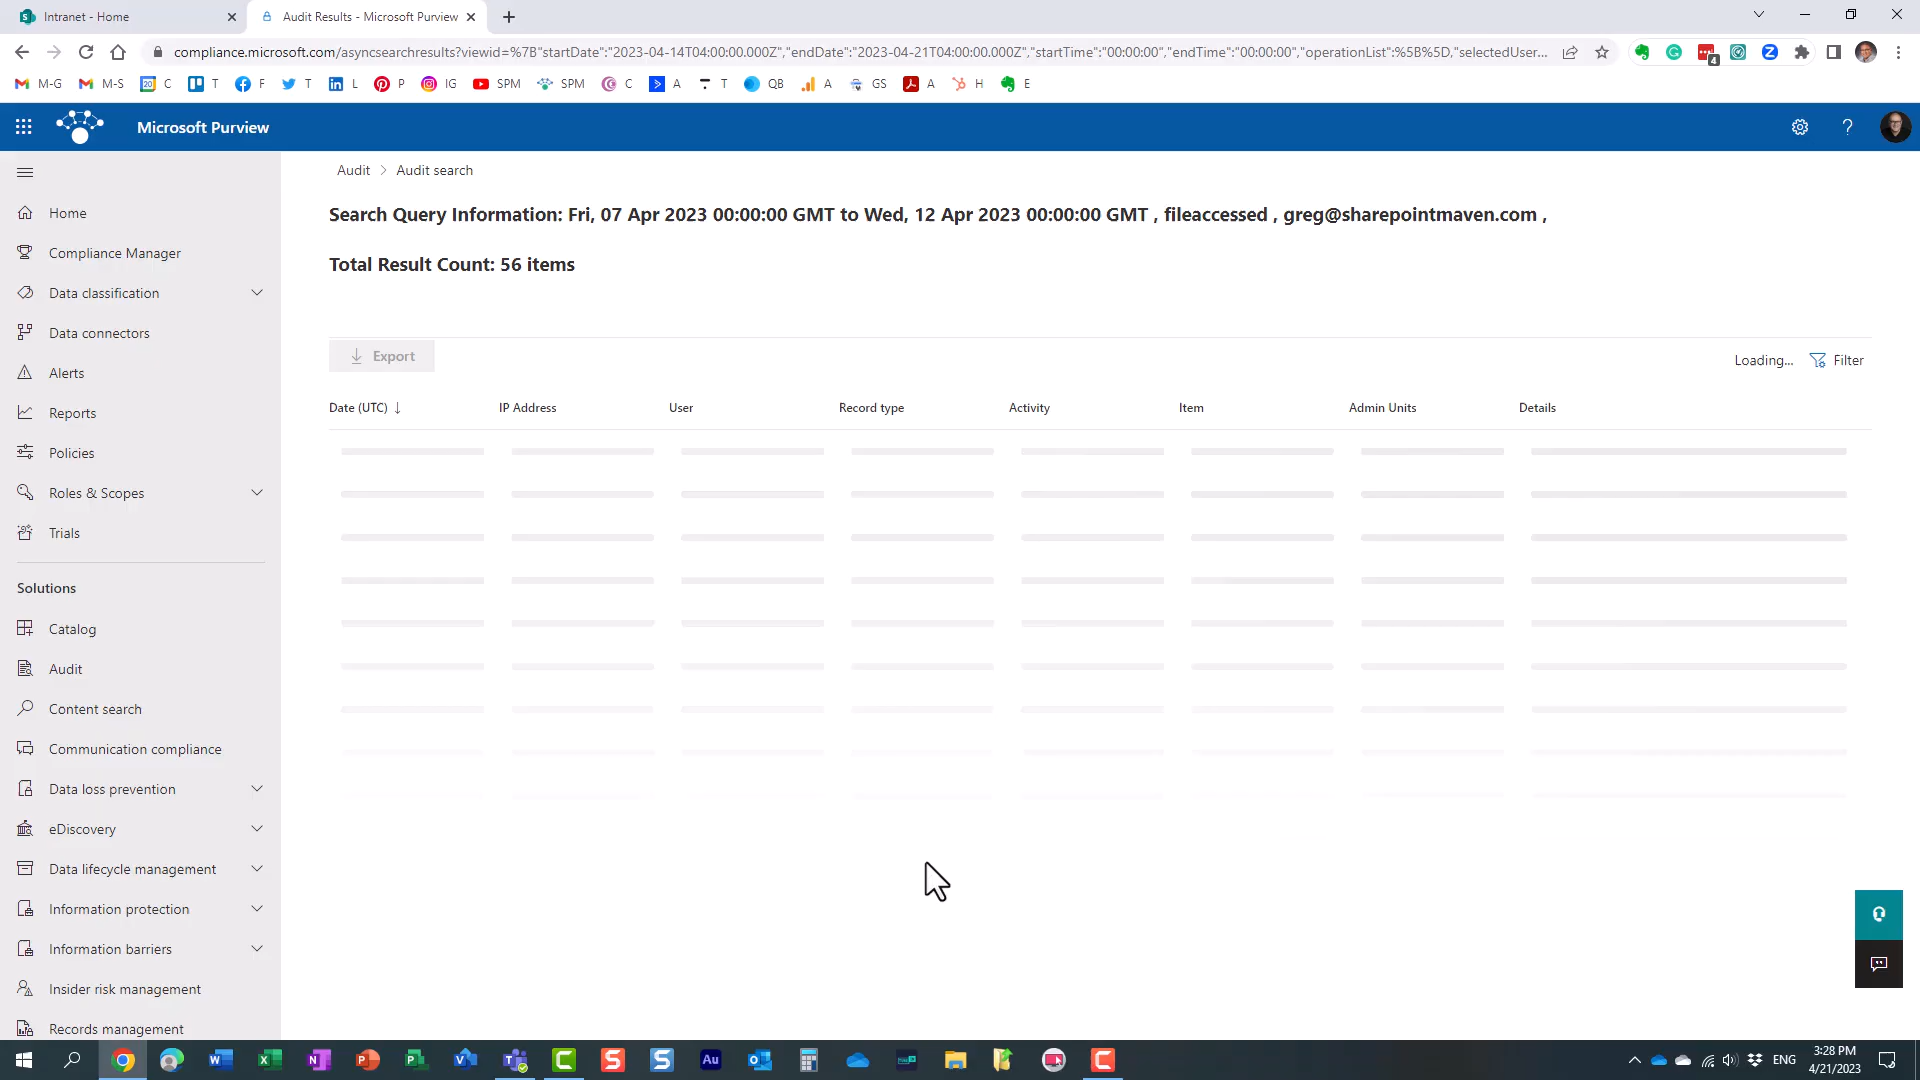 Intranet - Home
Audit Results - Microsoft Purview
compliance.microsoft.com/asyncsearchresults?viewid=%7B"startDate":"2023-04-14T04:00:00.000Z","endDate":"2023-04-21T04:00:00.000Z","startTime":"00:00:00","endTime":"00:00:00","operationList":%5B%5D,"selectedUser...
4
M-G
M-S
20
C
T
F
T
L
P
IG
SPM
SPM
C
A
T
QB
A
GS
A
H
E
Microsoft Purview
?
Home
Compliance Manager
Data classification
Data connectors
Alerts
Reports
Policies
Roles & Scopes
Trials
Solutions
Catalog
Audit
Content search
Communication compliance
Data loss prevention
eDiscovery
Data lifecycle management
Information protection
Information barriers
Insider risk management
Records management
Audit > Audit search
Search Query Information: Fri, 07 Apr 2023 00:00:00 GMT to Wed, 12 Apr 2023 00:00:00 GMT , fileaccessed , greg@sharepointmaven.com ,
Total Result Count: 56 items
Export
Loading...
Filter
Date (UTC) ↓
IP Address
User
Record type
Activity
Item
Admin Units
Details
ENG
3:28 PM
4/21/2023